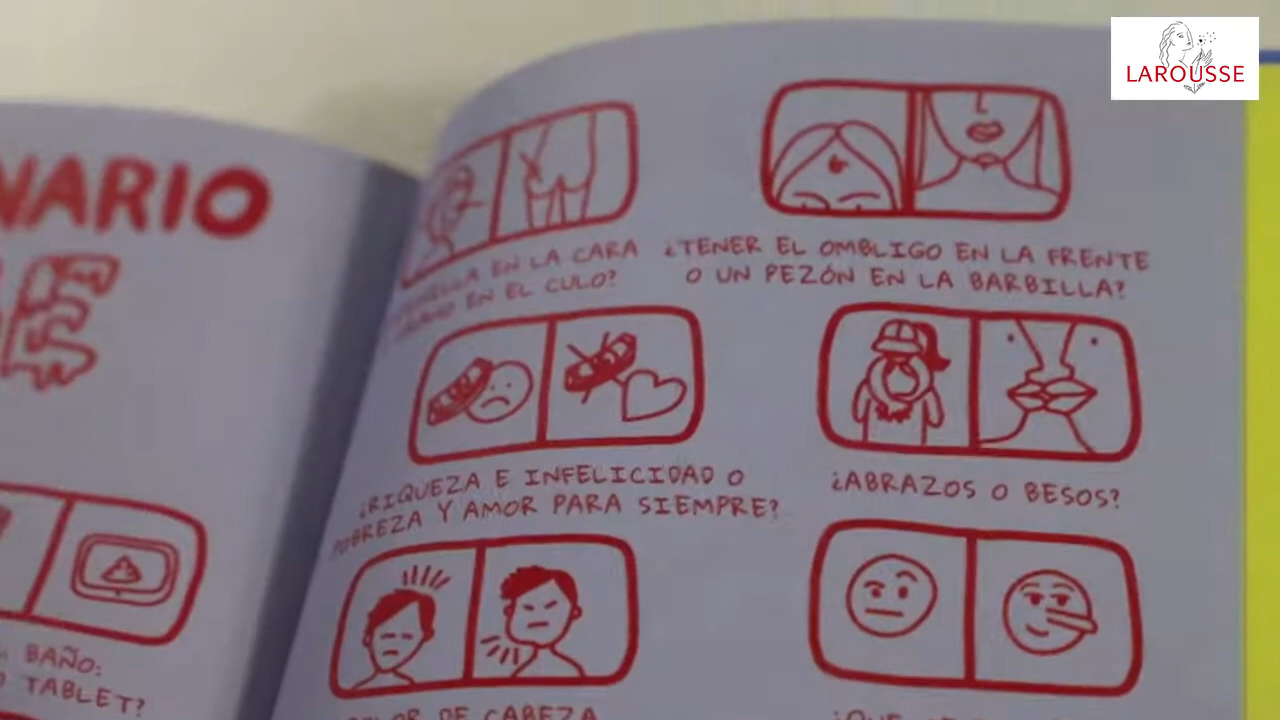 LAROUSSE
NARIO
E
BAÑO:
TABLET?
EN LA CARA
EN EL CULO?
¿TENER EL OMBLIGO EN LA FRENTE
O UN PEZÓN EN LA BARBILLA?
¿RIQUEZA E INFELICIDAD O
POBREZA Y AMOR PARA SIEMPRE?
¿ABRAZOS O BESOS?
DE CABEZA